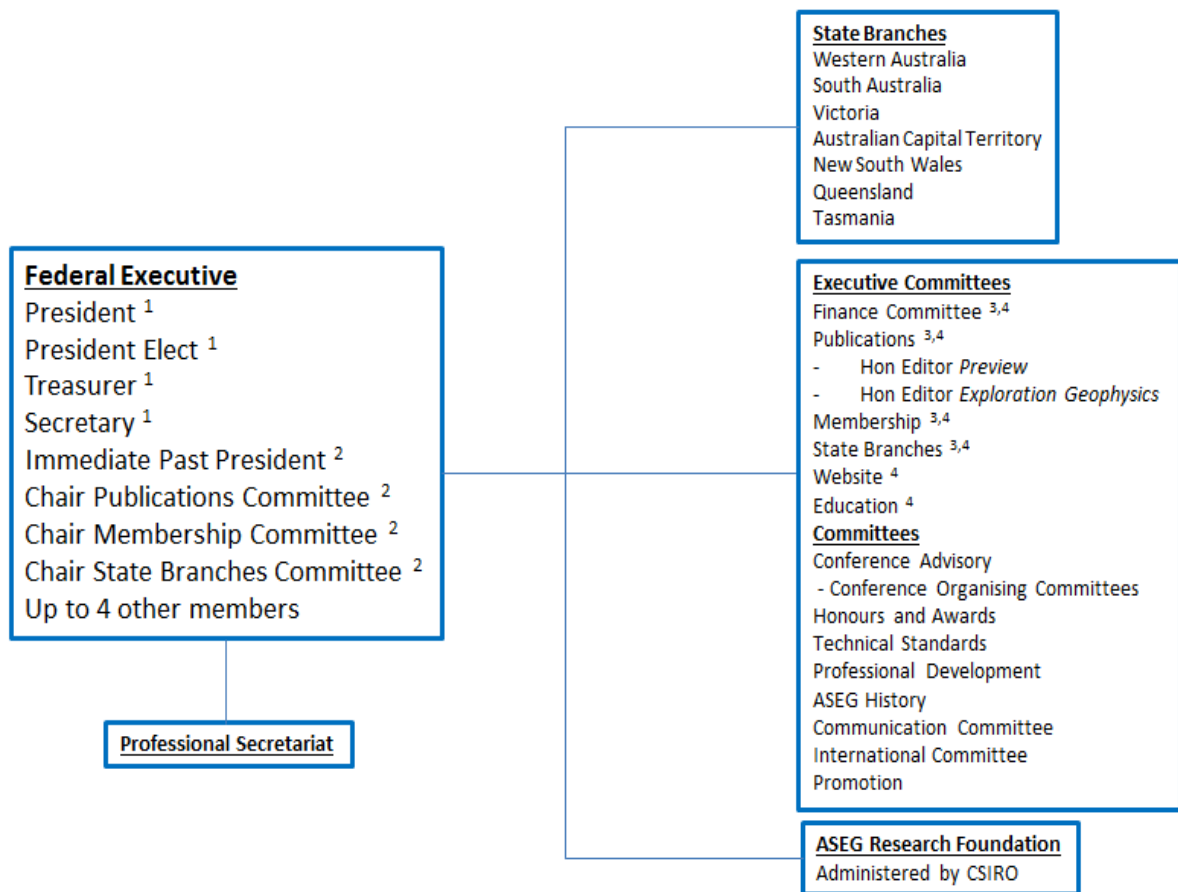 State Branches
Western Australia
South Australia
Victoria
Australian Capital Territory
New South Wales
Queensland
Tasmania
Federal Executive
President 1
President Elect 1
Treasurer 1
Secretary 1
Immediate Past President 2
Chair Publications Committee 2
Chair Membership Committee 2
Chair State Branches Committee 2
Up to 4 other members
Professional Secretariat
Executive Committees
Finance Committee 3,4
Publications 3,4
- Hon Editor Preview
- Hon Editor Exploration Geophysics
Membership 3,4
State Branches 3,4
Website 4
Education 4
Committees
Conference Advisory
- Conference Organising Committees
Honours and Awards
Technical Standards
Professional Development
ASEG History
Communication Committee
International Committee
Promotion
ASEG Research Foundation
Administered by CSIRO